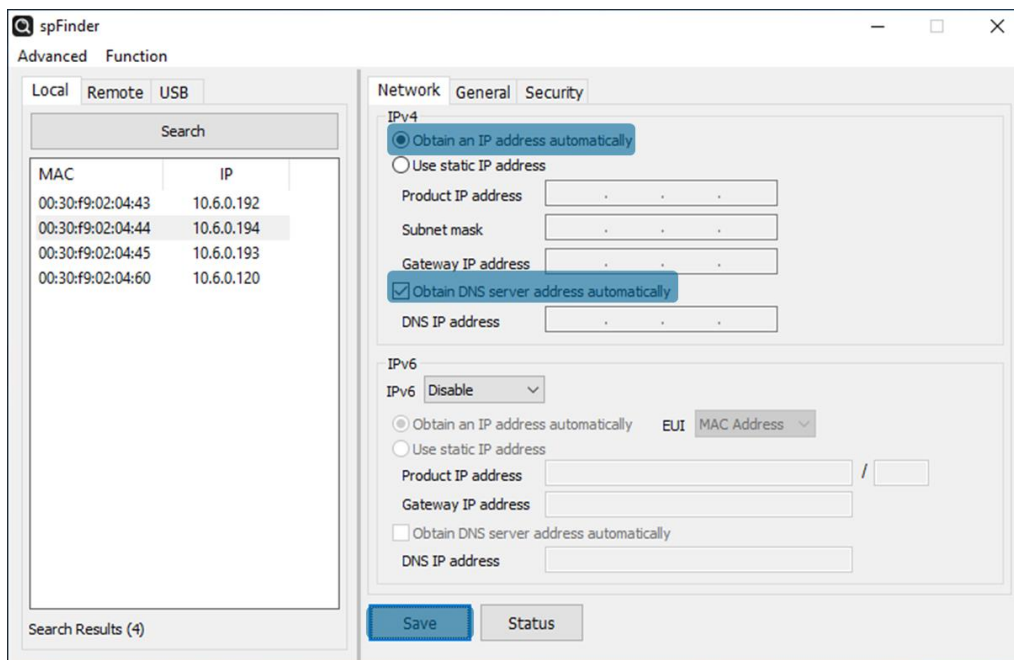 spFinder
Advanced Function
Local Remote USB
Search
MAC IP
00:30:f9:02:04:43 10.6.0.192
00:30:f9:02:04:44 10.6.0.194
00:30:f9:02:04:45 10.6.0.193
00:30:f9:02:04:60 10.6.0.120
Search Results (4)
Network General Security
IPv4
Obtain an IP address automatically
Use static IP address
Product IP address . . .
Subnet mask . . .
Gateway IP address . . .
Obtain DNS server address automatically
DNS IP address . . .
IPv6
IPv6 Disable
Obtain an IP address automatically EUI MAC Address
Use static IP address
Product IP address /
Gateway IP address
Obtain DNS server address automatically
DNS IP address
Save Status